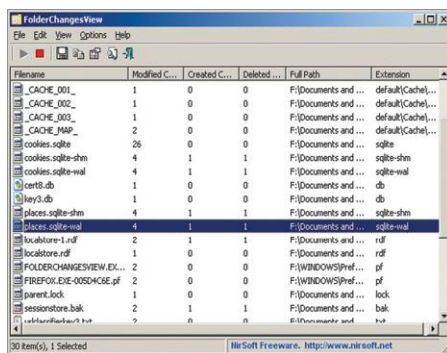 FolderChangesView
File Edit View Options Help
Filename Modified C... Created C... Deleted ... Full Path Extension
_CACHE_001_ 1 0 0 F:\Documents and ... default\Cache\...
_CACHE_002_ 1 0 0 F:\Documents and ... default\Cache\...
_CACHE_003_ 1 0 0 F:\Documents and ... default\Cache\...
_CACHE_MAP_ 2 0 0 F:\Documents and ... default\Cache\...
cookies.sqlite 26 0 0 F:\Documents and ... sqlite
cookies.sqlite-shm 4 1 1 F:\Documents and ... sqlite-shm
cookies.sqlite-wal 4 1 1 F:\Documents and ... sqlite-wal
cert8.db 1 0 0 F:\Documents and ... db
key3.db 1 0 0 F:\Documents and ... db
places.sqlite-shm 4 1 1 F:\Documents and ... sqlite-shm
places.sqlite-wal 4 1 1 F:\Documents and ... sqlite-wal
localstore-1.rdf 2 1 1 F:\Documents and ... rdf
localstore.rdf 1 0 0 F:\Documents and ... rdf
FOLDERCHANGESVIEW.EX... 2 0 0 F:\WINDOWS\Pref... pf
FIREFOX.EXE-005D4C6E.pf 2 0 0 F:\WINDOWS\Pref... pf
parent.lock 1 0 0 F:\Documents and ... lock
sessionstore.bak 2 1 1 F:\Documents and ... bak
urlclassifierkey3.txt 2 1 1 F:\Documents and ... txt
30 item(s), 1 Selected NirSoft Freeware. http://www.nirsoft.net